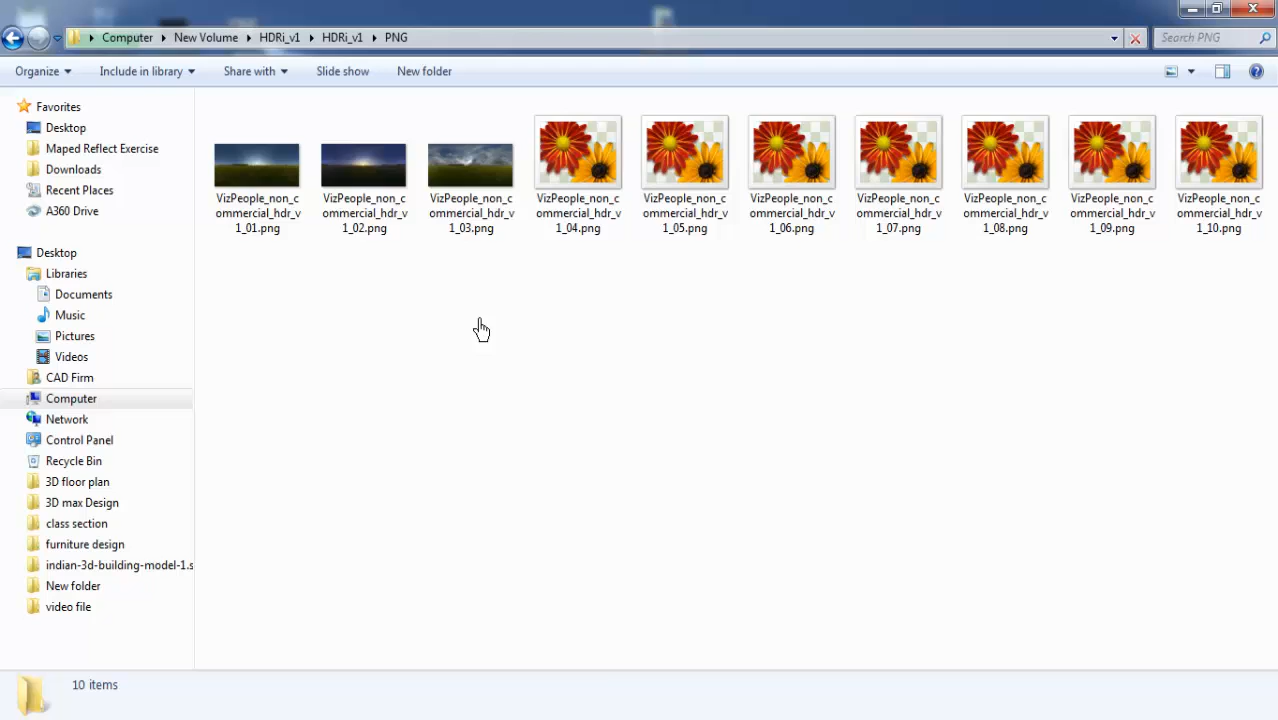 Computer New Volume HDRi_v1 HDRi_v1 PNG Search PNG
Organize Include in library Share with Slide show New folder
Favorites
Desktop
Maped Reflect Exercise
Downloads
Recent Places
A360 Drive
Desktop
Libraries
Documents
Music
Pictures
Videos
CAD Firm
Computer
Network
Control Panel
Recycle Bin
3D floor plan
3D max Design
class section
furniture design
indian-3d-building-model-1.s
New folder
video file
VizPeople_non_c
ommercial_hdr_v
1_01.png
VizPeople_non_c
ommercial_hdr_v
1_02.png
VizPeople_non_c
ommercial_hdr_v
1_03.png
VizPeople_non_c
ommercial_hdr_v
1_04.png
VizPeople_non_c
ommercial_hdr_v
1_05.png
VizPeople_non_c
ommercial_hdr_v
1_06.png
VizPeople_non_c
ommercial_hdr_v
1_07.png
VizPeople_non_c
ommercial_hdr_v
1_08.png
VizPeople_non_c
ommercial_hdr_v
1_09.png
VizPeople_non_c
ommercial_hdr_v
1_10.png
10 items